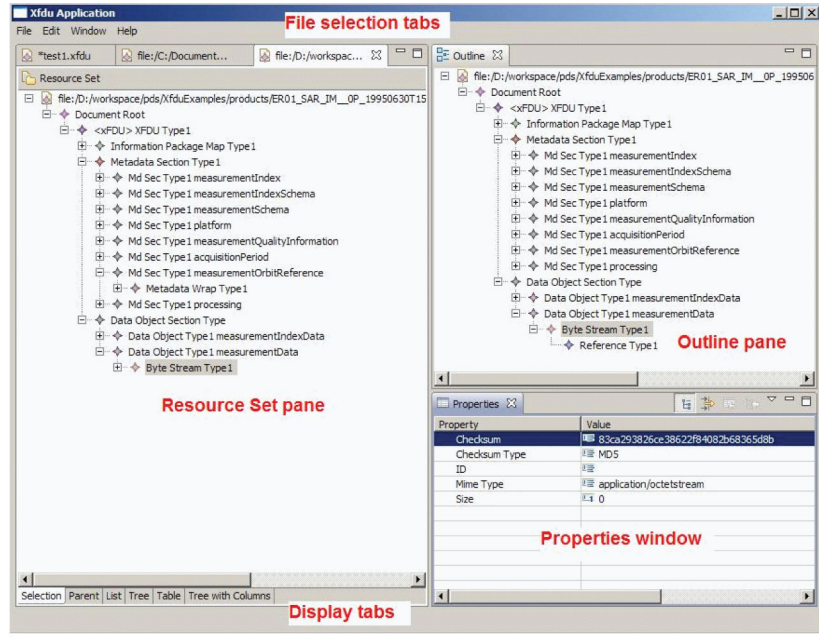 Xfdu Application
File Edit Window Help
File selection tabs
*test1.xfdu
file:/C:/Document...
file:/D:/workspac...
Resource Set
file:/D:/workspace/pds/XfduExamples/products/ER01_SAR_IM__0P_19950630T15
Document Root
<xFDU> XFDU Type1
Information Package Map Type1
Metadata Section Type1
Md Sec Type1 measurementIndex
Md Sec Type1 measurementIndexSchema
Md Sec Type1 measurementSchema
Md Sec Type1 platform
Md Sec Type1 measurementQualityInformation
Md Sec Type1 acquisitionPeriod
Md Sec Type1 measurementOrbitReference
Metadata Wrap Type1
Md Sec Type1 processing
Data Object Section Type
Data Object Type1 measurementIndexData
Data Object Type1 measurementData
Byte Stream Type1
Resource Set pane
Selection Parent List Tree Table Tree with Columns
Display tabs
Outline
file:/D:/workspace/pds/XfduExamples/products/ER01_SAR_IM__0P_199506
Document Root
<xFDU> XFDU Type1
Information Package Map Type1
Metadata Section Type1
Md Sec Type1 measurementIndex
Md Sec Type1 measurementIndexSchema
Md Sec Type1 measurementSchema
Md Sec Type1 platform
Md Sec Type1 measurementQualityInformation
Md Sec Type1 acquisitionPeriod
Md Sec Type1 measurementOrbitReference
Md Sec Type1 processing
Data Object Section Type
Data Object Type1 measurementIndexData
Data Object Type1 measurementData
Byte Stream Type1
Reference Type1
Outline pane
Properties
Property Value
Checksum 83ca293826ce38622f84082b68365d8b
Checksum Type MD5
ID
Mime Type application/octetstream
Size 0
Properties window